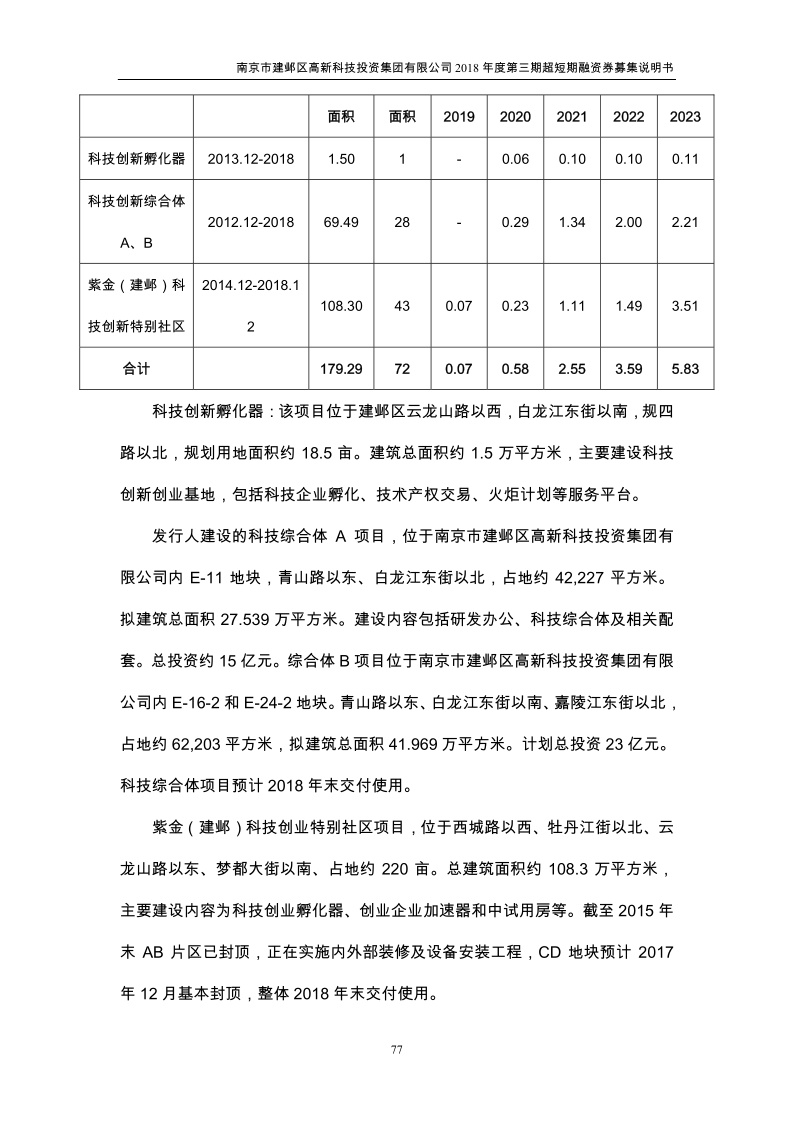 南京市建邺区高新科技投资集团有限公司 2018 年度第三期超短期融资券募集说明书
面积 面积 2019 2020 2021 2022 2023
科技创新孵化器 2013.12-2018 1.50 1 - 0.06 0.10 0.10 0.11
科技创新综合体
A、B 2012.12-2018 69.49 28 - 0.29 1.34 2.00 2.21
紫金（建邺）科 2014.12-2018.1
技创新特别社区 2 108.30 43 0.07 0.23 1.11 1.49 3.51
合计 179.29 72 0.07 0.58 2.55 3.59 5.83
科技创新孵化器：该项目位于建邺区云龙山路以西，白龙江东街以南，规四
路以北，规划用地面积约 18.5 亩。建筑总面积约 1.5 万平方米，主要建设科技
创新创业基地，包括科技企业孵化、技术产权交易、火炬计划等服务平台。
发行人建设的科技综合体 A 项目，位于南京市建邺区高新科技投资集团有
限公司内 E-11 地块，青山路以东、白龙江东街以北，占地约 42,227 平方米。
拟建筑总面积 27.539 万平方米。建设内容包括研发办公、科技综合体及相关配
套。总投资约 15 亿元。综合体 B 项目位于南京市建邺区高新科技投资集团有限
公司内 E-16-2 和 E-24-2 地块。青山路以东、白龙江东街以南、嘉陵江东街以北，
占地约 62,203 平方米，拟建筑总面积 41.969 万平方米。计划总投资 23 亿元。
科技综合体项目预计 2018 年末交付使用。
紫金（建邺）科技创业特别社区项目，位于西城路以西、牡丹江街以北、云
龙山路以东、梦都大街以南、占地约 220 亩。总建筑面积约 108.3 万平方米，
主要建设内容为科技创业孵化器、创业企业加速器和中试用房等。截至 2015 年
末 AB 片区已封顶，正在实施内外部装修及设备安装工程，CD 地块预计 2017
年 12 月基本封顶，整体 2018 年末交付使用。
77